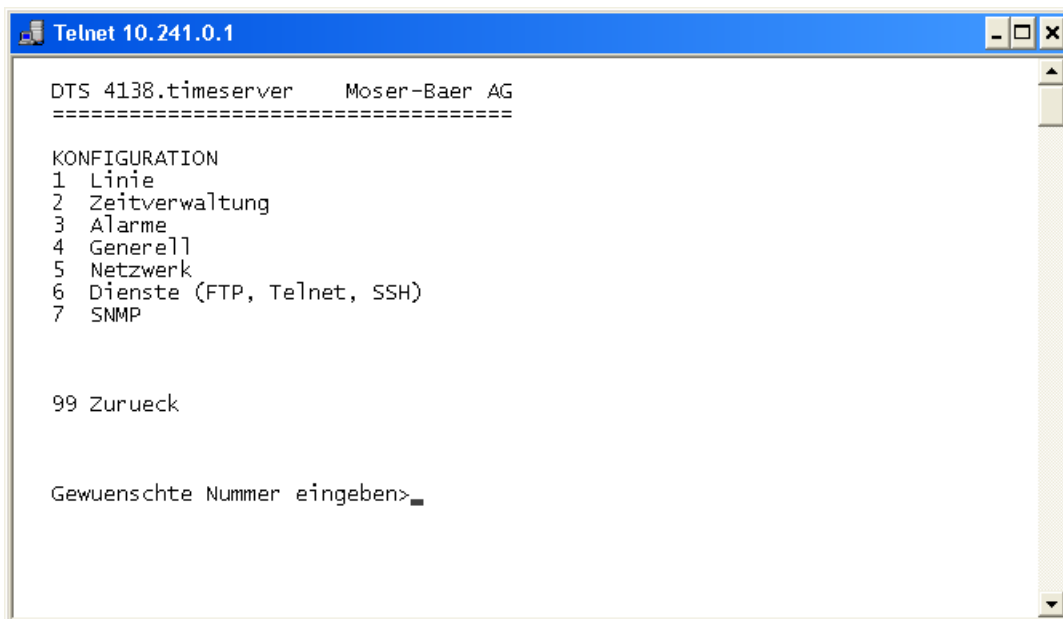 Telnet 10.241.0.1
DTS 4138.timeserver    Moser-Baer AG
====================================
KONFIGURATION
1  Linie
2  Zeitverwaltung
3  Alarme
4  Generell
5  Netzwerk
6  Dienste (FTP, Telnet, SSH)
7  SNMP
99 Zurueck
Gewuenschte Nummer eingeben>_